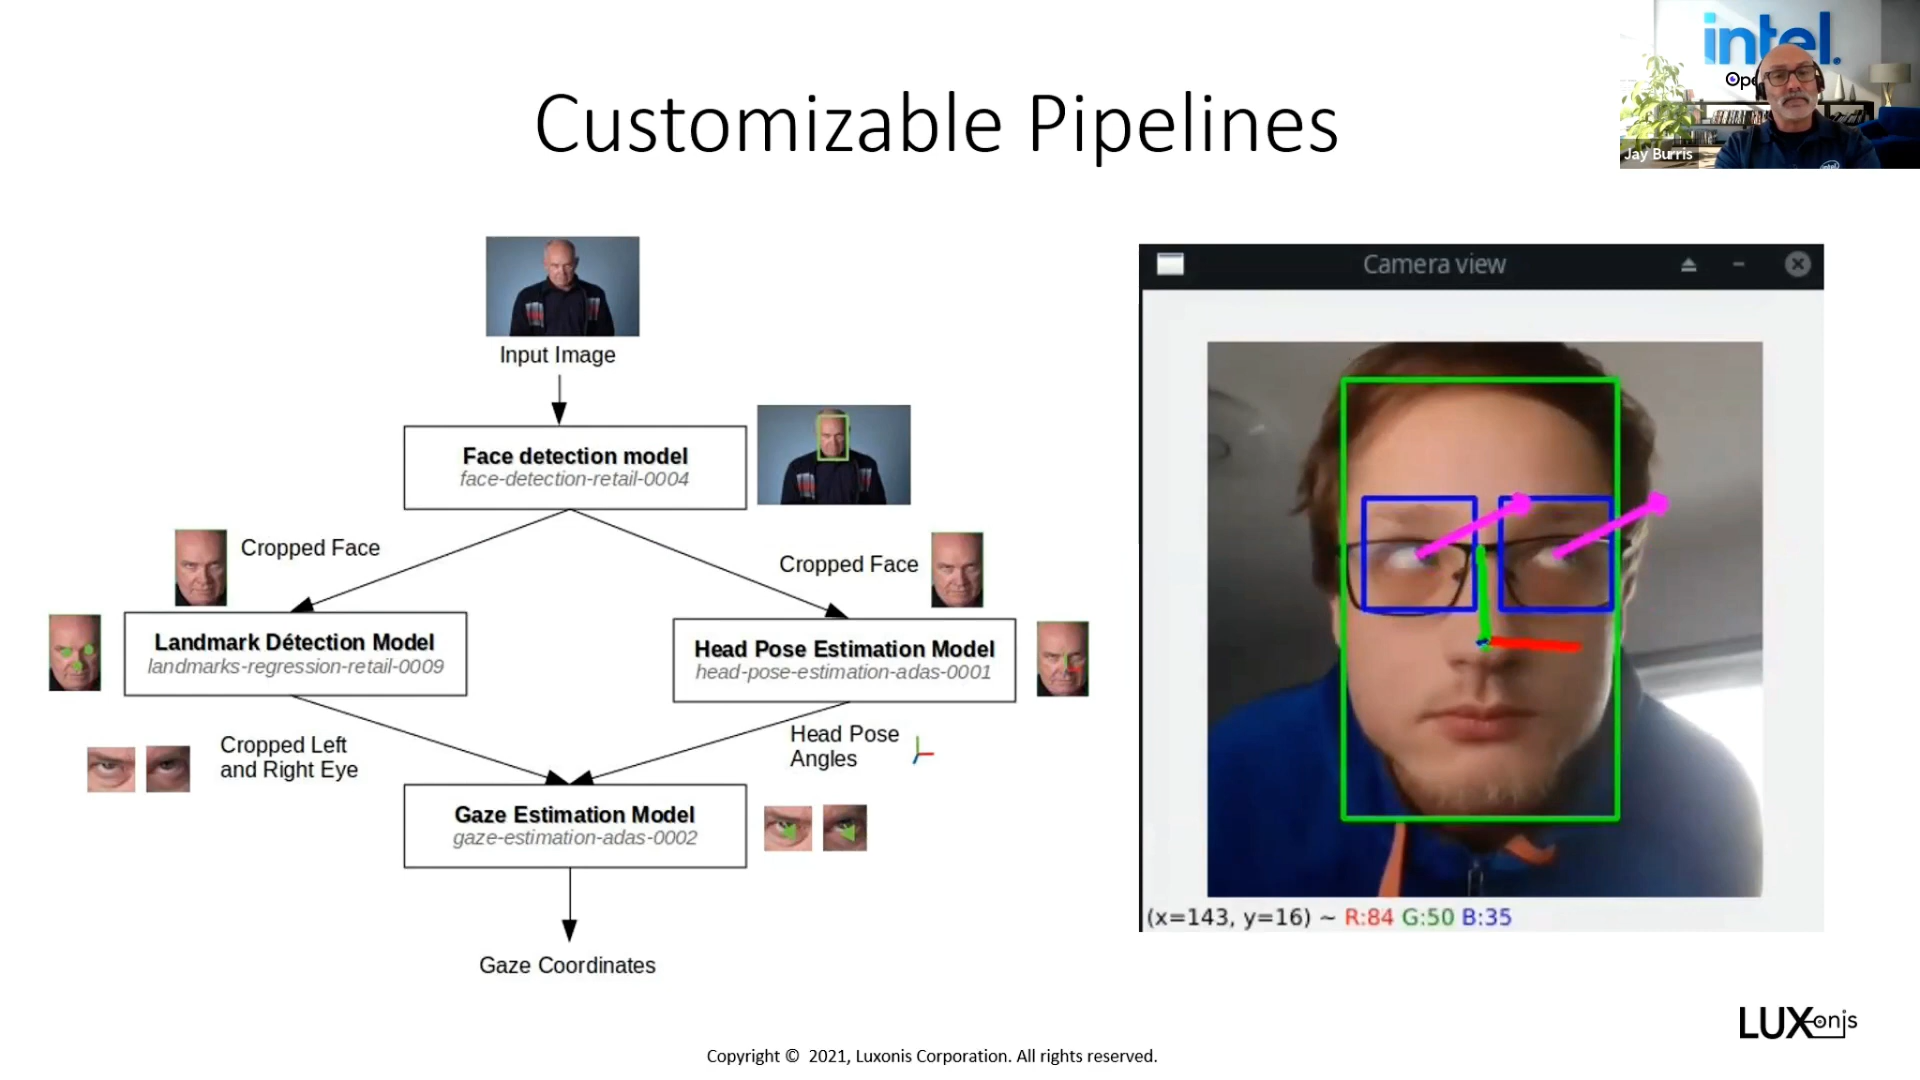 Customizable Pipelines
intel.
Ope
Jay Burris
intel
Input Image
Face detection model
face-detection-retail-0004
Cropped Face
Cropped Face
Landmark Détection Model
landmarks-regression-retail-0009
Head Pose Estimation Model
head-pose-estimation-adas-0001
Cropped Left
and Right Eye
Head Pose
Angles
Gaze Estimation Model
gaze-estimation-adas-0002
Gaze Coordinates
Camera view
(x=143, y=16) ~ R:84 G:50 B:35
LUXonis
Copyright © 2021, Luxonis Corporation. All rights reserved.